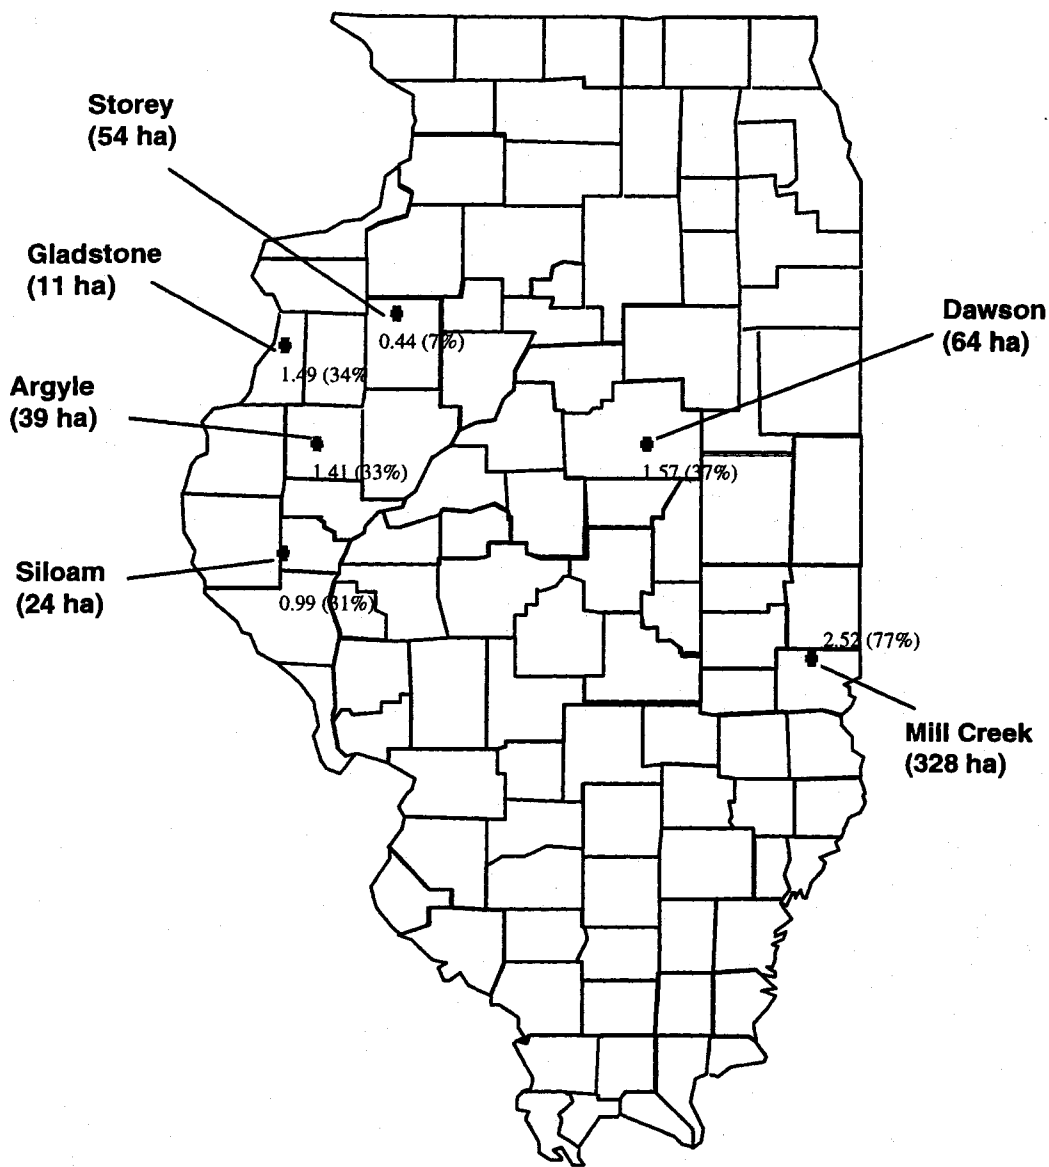 Storey
(54 ha)
Gladstone
(11 ha)
Dawson
(64 ha)
0.44 (7%)
1.49 (34%
Argyle
(39 ha)
1.41 (33%)
1.57 (37%)
Siloam
(24 ha)
0.99 (31%)
2.52 (77%)
Mill Creek
(328 ha)